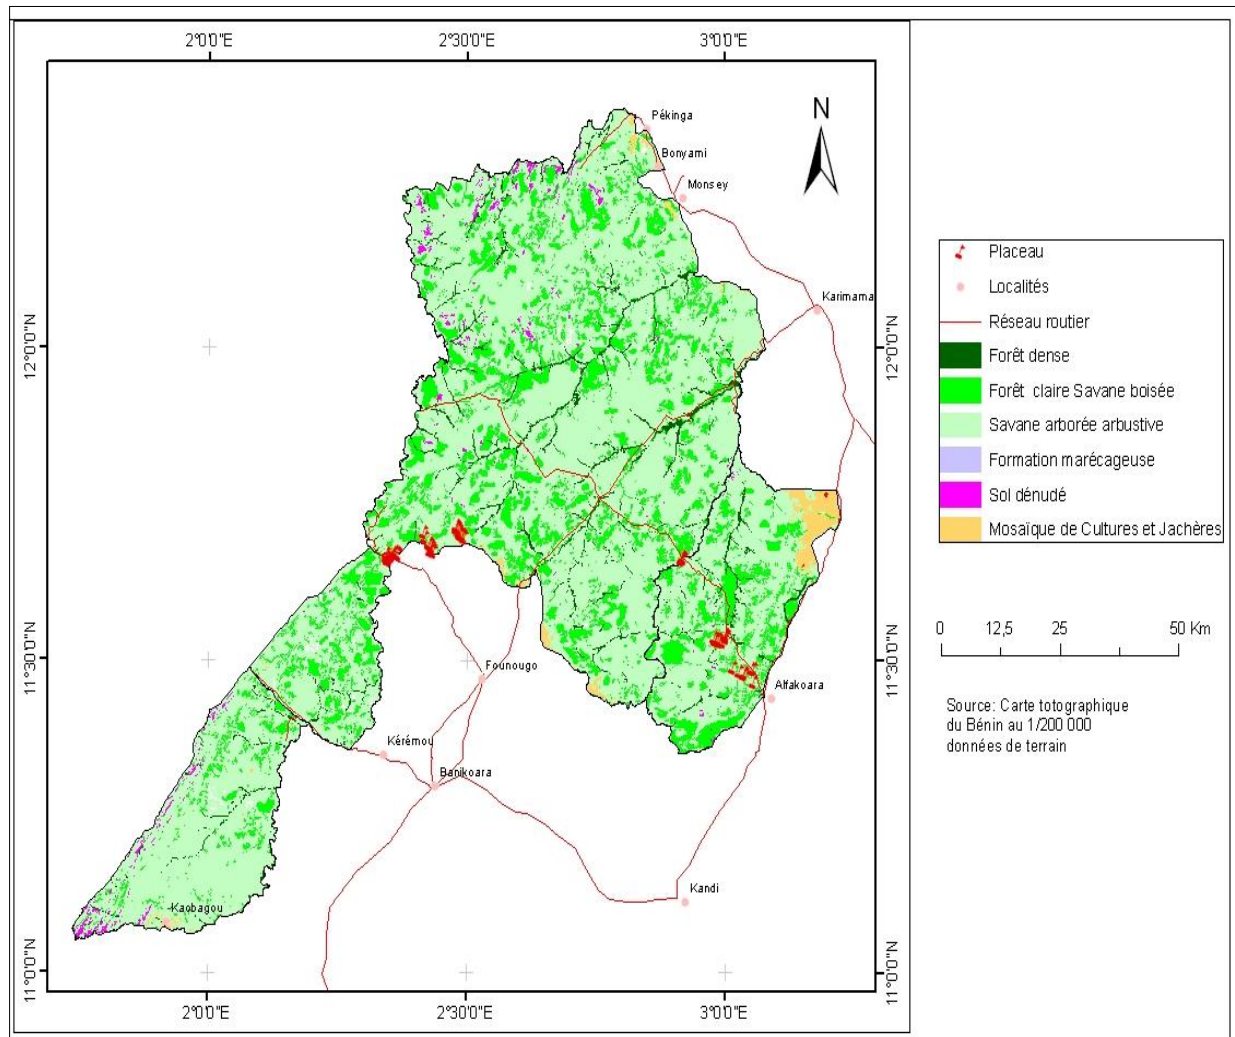 2°0'0"E 2°30'0"E 3°0'0"E
N
Pékinga
Bonyami
Monsey
Karimama
12°0'0"N 12°0'0"N
11°30'0"N 11°30'0"N
Founougo
Alfakoara
Kérémou
Banikoara
Kandi
Kaobagou
11°0'0"N 11°0'0"N
2°0'0"E 2°30'0"E 3°0'0"E
Placeau
Localités
Réseau routier
Forêt dense
Forêt claire Savane boisée
Savane arborée arbustive
Formation marécageuse
Sol dénudé
Mosaïque de Cultures et Jachères
0 12,5 25 50 Km
Source: Carte totographique
du Bénin au 1/200 000
données de terrain